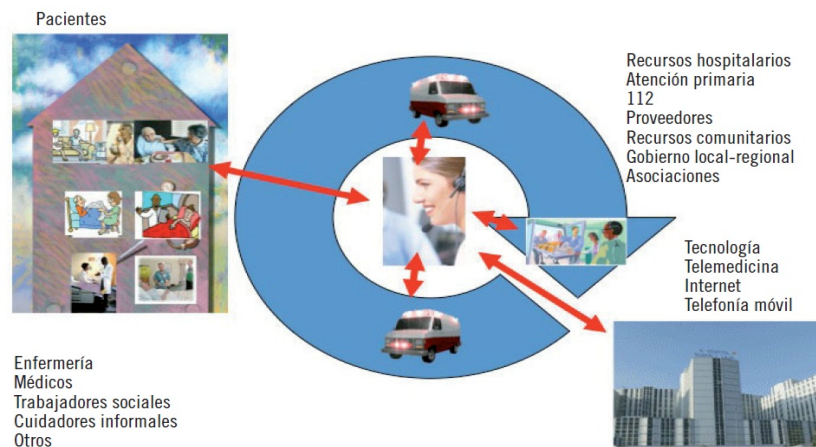 Pacientes
Recursos hospitalarios
Atención primaria
112
Proveedores
Recursos comunitarios
Gobierno local-regional
Asociaciones
Tecnología
Telemedicina
Internet
Telefonía móvil
Enfermería
Médicos
Trabajadores sociales
Cuidadores informales
Otros